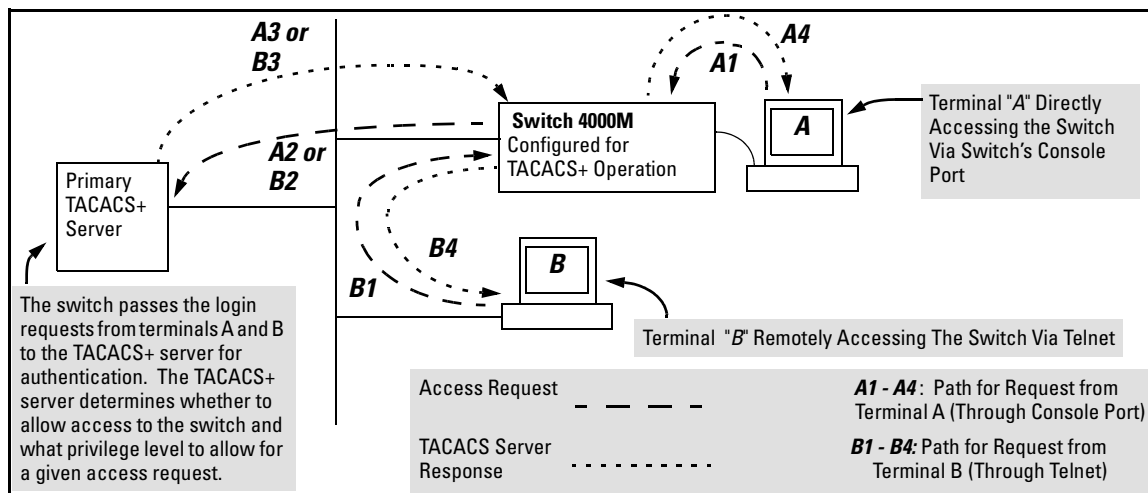 A3 or
B3
A4
A1
Switch 4000M
Configured for
TACACS+ Operation
A
Terminal "A" Directly
Accessing the Switch
Via Switch's Console
Port
A2 or
B2
Primary
TACACS+
Server
B4
B1
B
The switch passes the login
requests from terminals A and B
to the TACACS+ server for
authentication. The TACACS+
server determines whether to
allow access to the switch and
what privilege level to allow for
a given access request.
Terminal "B" Remotely Accessing The Switch Via Telnet
Access Request
A1 - A4 : Path for Request from
Terminal A (Through Console Port)
TACACS Server
Response
B1 - B4: Path for Request from
Terminal B (Through Telnet)